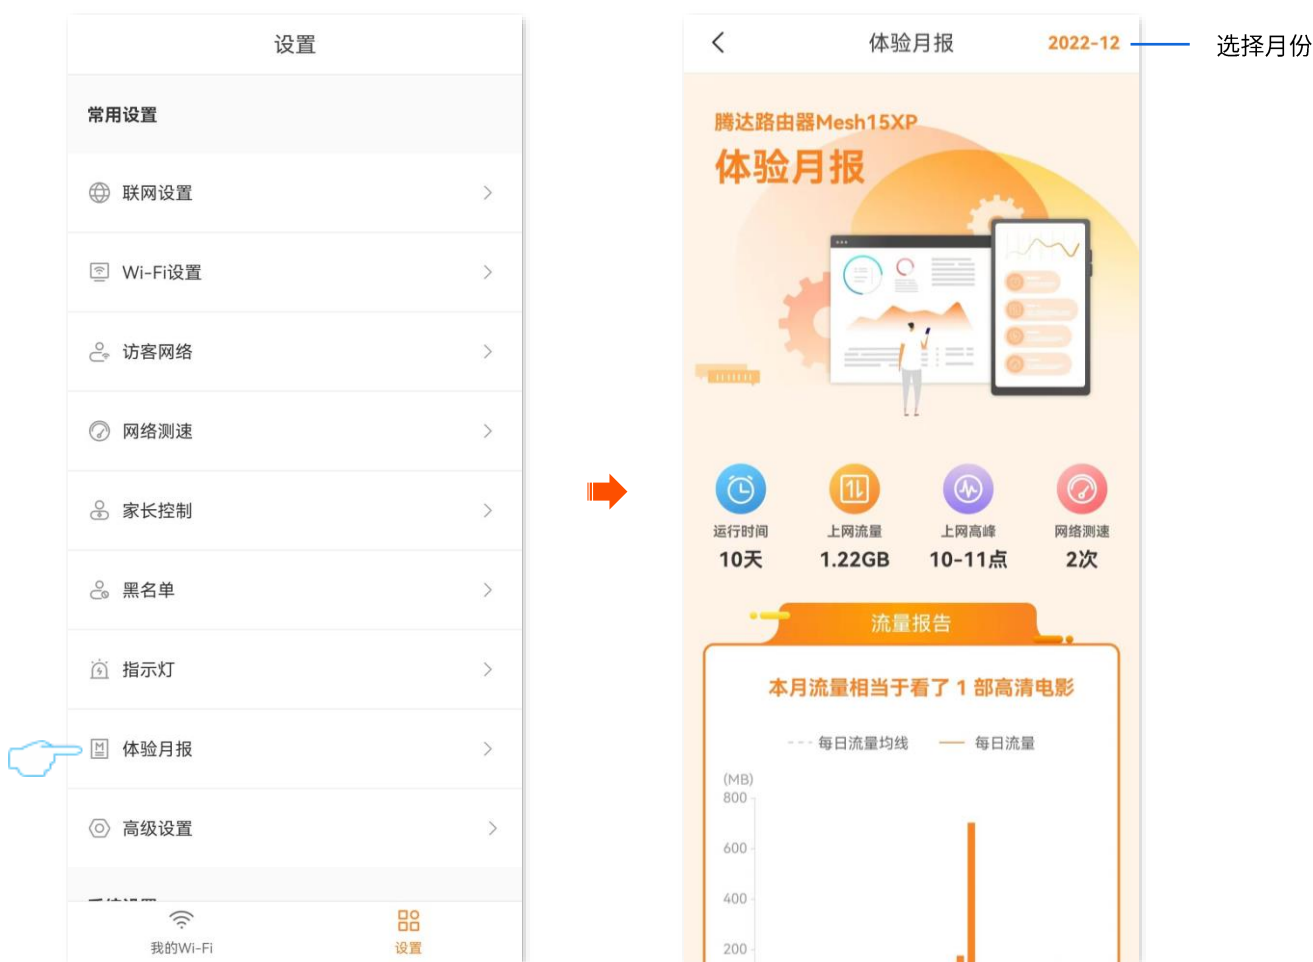 设置
常用设置
联网设置
Wi-Fi设置
访客网络
网络测速
家长控制
黑名单
指示灯
体验月报
高级设置
我的Wi-Fi
设置
体验月报
2022-12
选择月份
腾达路由器Mesh15XP
体验月报
运行时间
上网流量
上网高峰
网络测速
10天
1.22GB
10-11点
2次
流量报告
本月流量相当于看了 1 部高清电影
每日流量均线
每日流量
(MB)
800
600
400
200